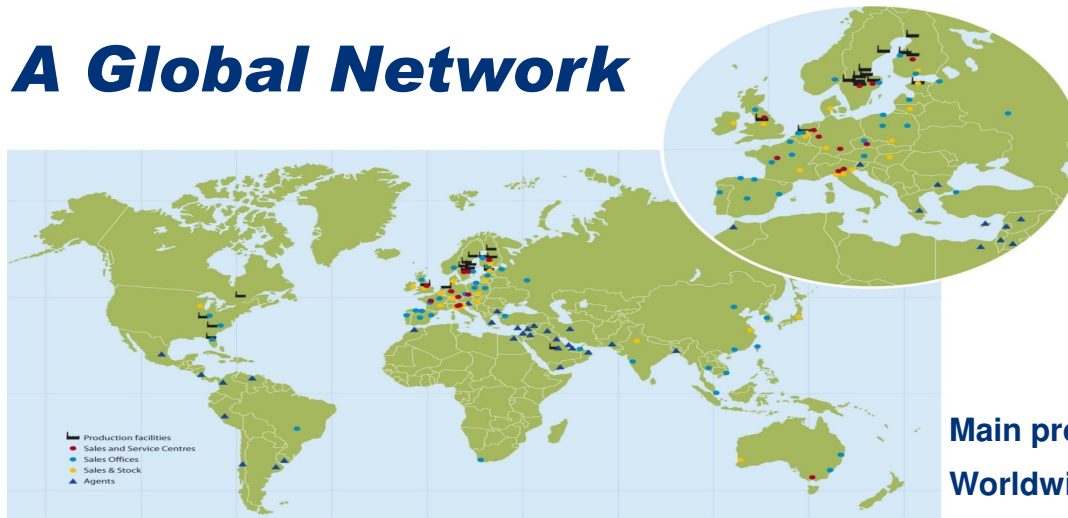 A Global Network
Production facilities
Sales and Service Centres
Sales Offices
Sales & Stock
Agents
Main pro
Worldwi